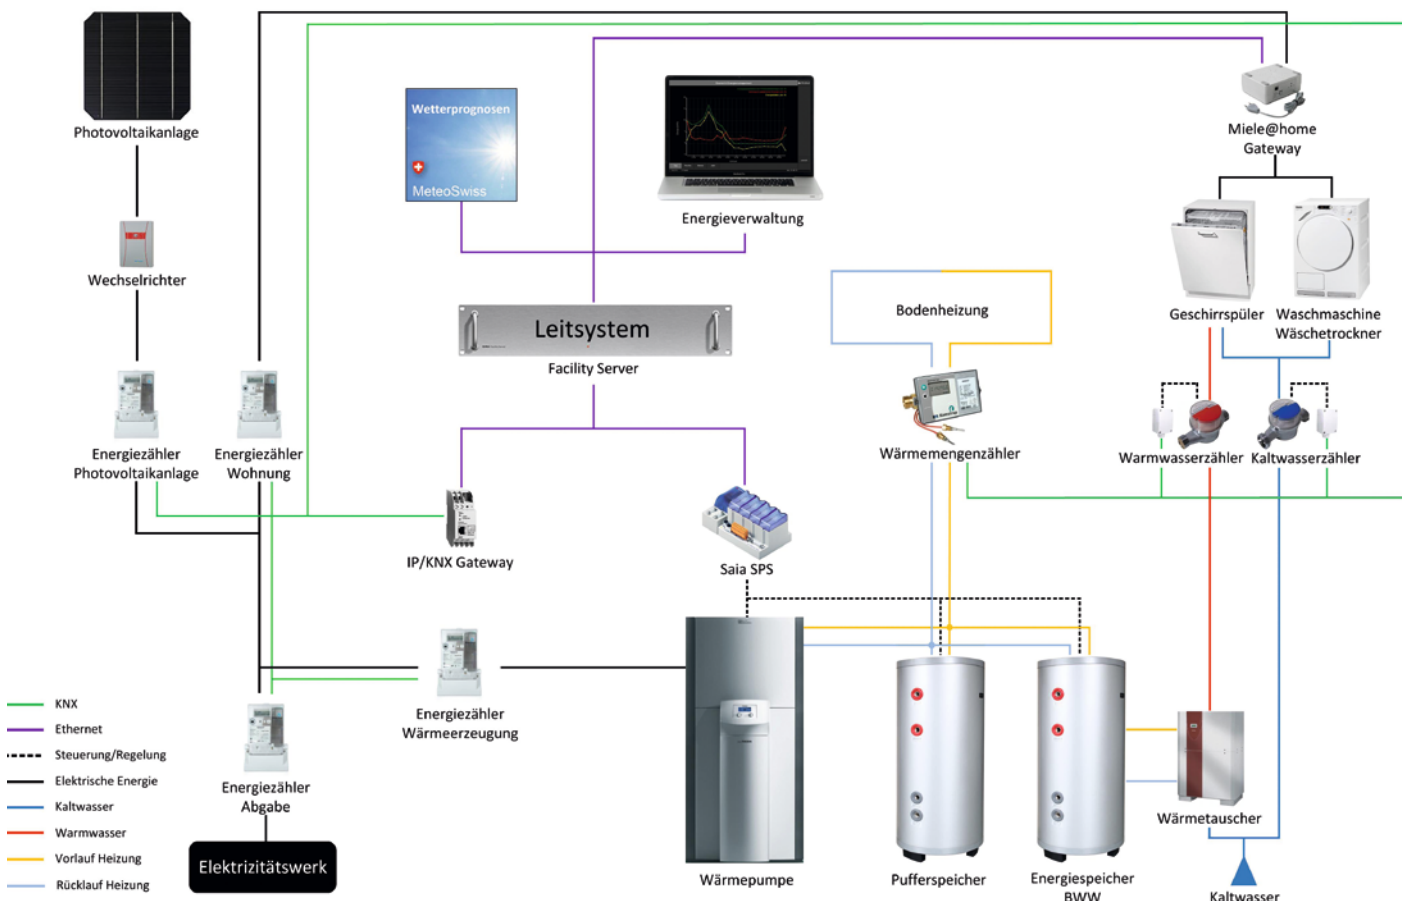 Photovoltaikanlage
Wetterprognosen
MeteoSwiss
Energieverwaltung
Miele@home
Gateway
Wechselrichter
Leitsystem
Facility Server
Bodenheizung
Geschirrspüler
Waschmaschine
Wäschetrockner
Energiezähler
Photovoltaikanlage
Energiezähler
Wohnung
Wärmemengenzähler
Warmwasserzähler
Kaltwasserzähler
IP/KNX Gateway
Saia SPS
Energiezähler
Wärmeerzeugung
Energiezähler
Abgabe
Elektrizitätswerk
Wärmepumpe
Pufferspeicher
Energiespeicher
BWW
Wärmetauscher
Kaltwasser
KNX
Ethernet
Steuerung/Regelung
Elektrische Energie
Kaltwasser
Warmwasser
Vorlauf Heizung
Rücklauf Heizung